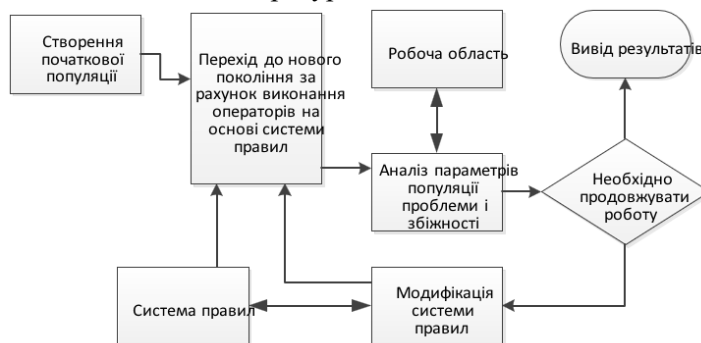 Створення
початкової
популяції
Перехід до нового
покоління за
рахунок виконання
операторів на
основі системи
правил
Робоча область
Вивід результатів
Аналіз параметрів
популяції
проблеми і
збіжності
Необхідно
продовжувати
роботу
Система правил
Модифікація
системи
правил